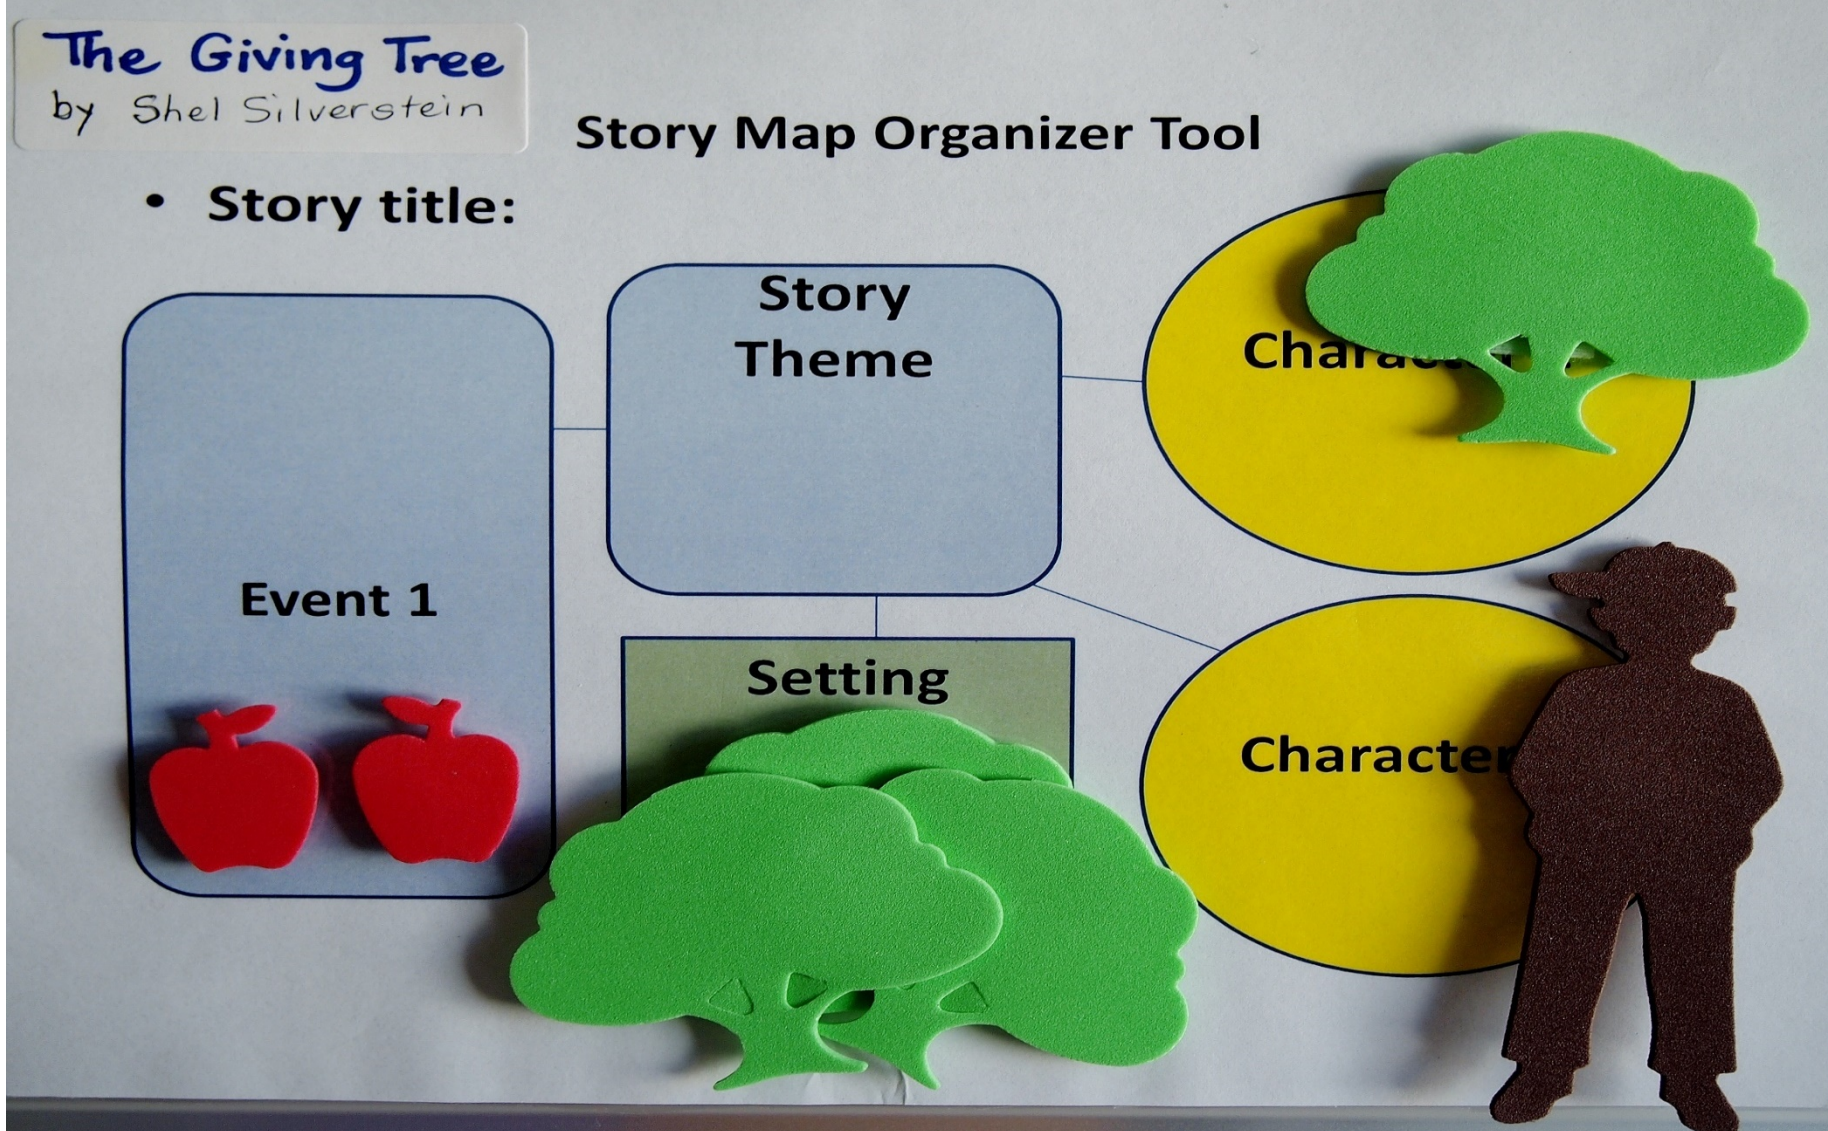 The Giving Tree
by Shel Silverstein
Story Map Organizer Tool
• Story title:
Story
Theme
Event 1
Setting
Character